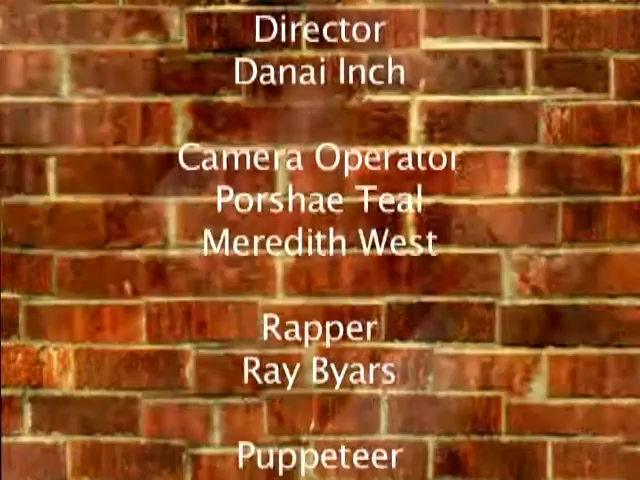 Director
Danai Inch
Camera Operator
Porshae Teal
Meredith West
Rapper
Ray Byars
Puppeteer